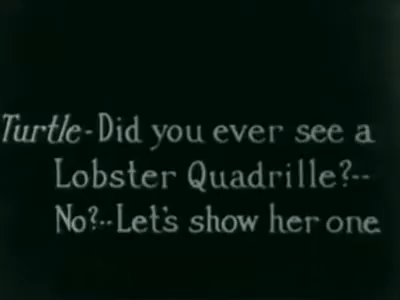 Turtle-Did you ever see a
Lobster Quadrille?--
No?--Let's show her one